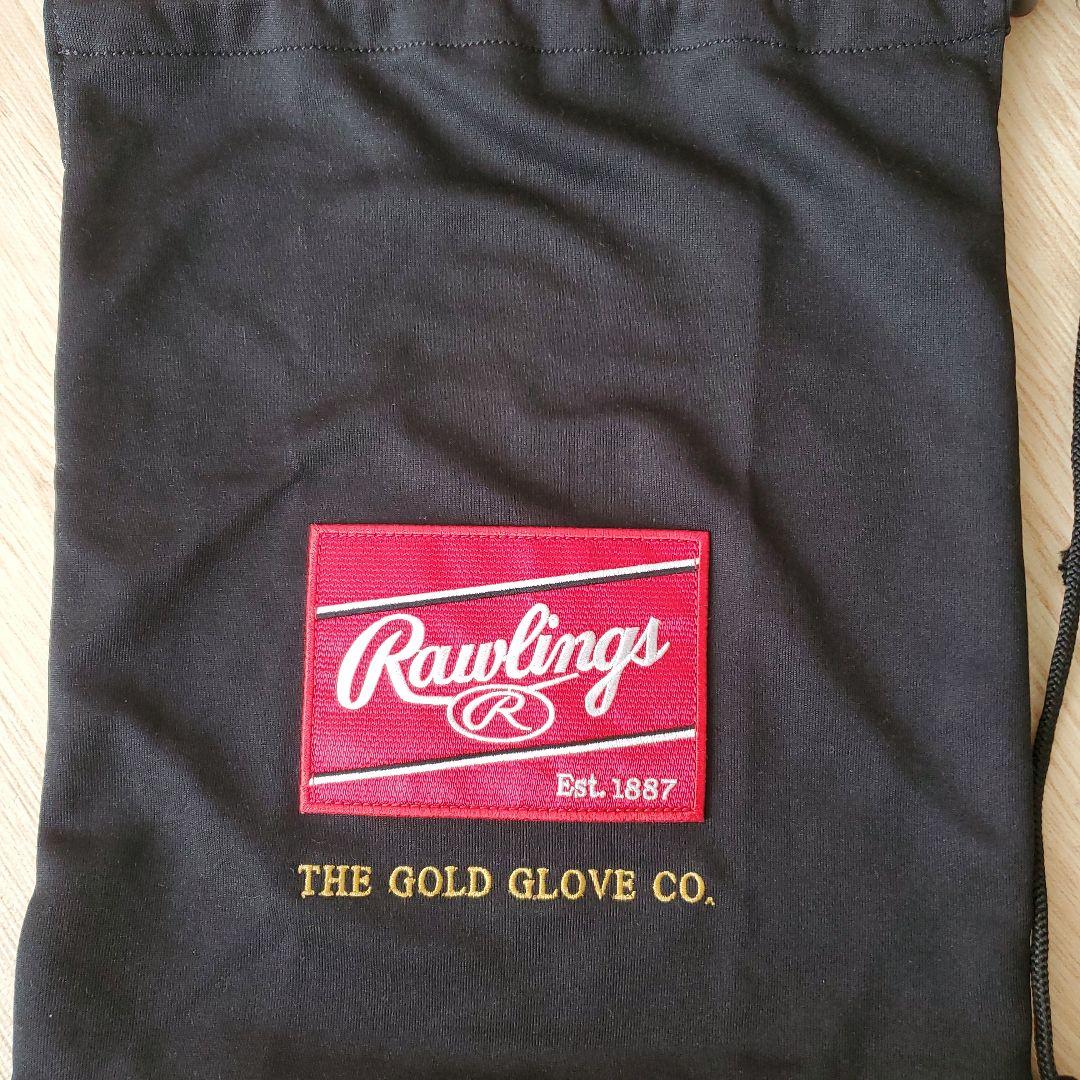 Rawlings
R
Est. 1887
THE GOLD GLOVE CO.